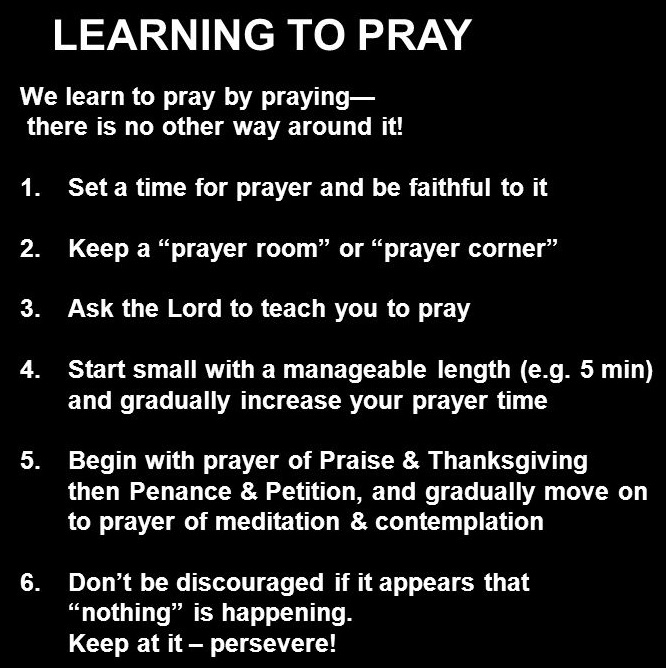 LEARNING TO PRAY
We learn to pray by praying—
there is no other way around it!
1. Set a time for prayer and be faithful to it
2. Keep a “prayer room” or “prayer corner”
3. Ask the Lord to teach you to pray
4. Start small with a manageable length (e.g. 5 min)
and gradually increase your prayer time
5. Begin with prayer of Praise & Thanksgiving
then Penance & Petition, and gradually move on
to prayer of meditation & contemplation
6. Don’t be discouraged if it appears that
“nothing” is happening.
Keep at it – persevere!